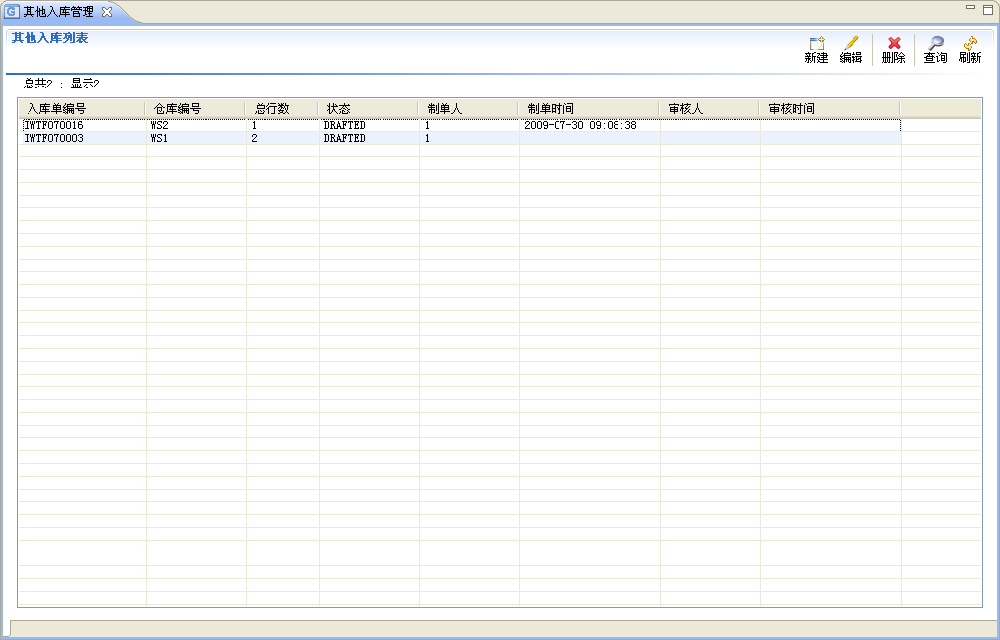 其他入库管理
其他入库列表
新建 编辑 删除 查询 刷新
总共2 ; 显示2
入库单编号 仓库编号 总行数 状态 制单人 制单时间 审核人 审核时间
IWTF070016 WS2 1 DRAFTED 1 2009-07-30 09:08:38
IWTF070003 WS1 2 DRAFTED 1